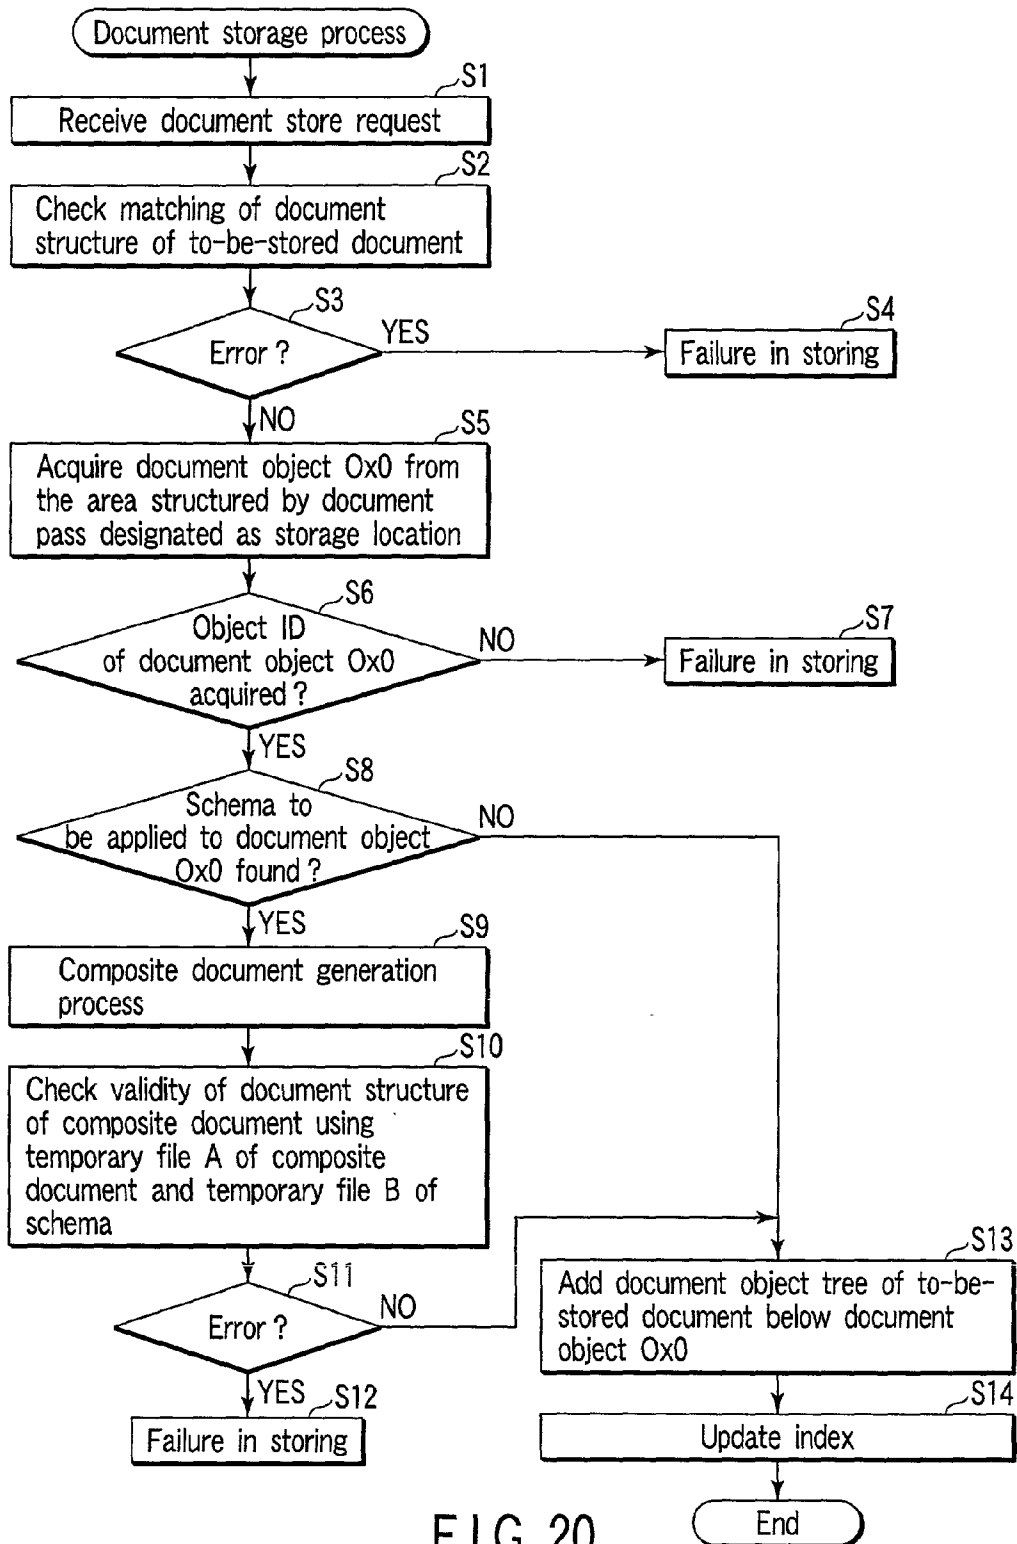 Document storage process
S1
Receive document store request
S2
Check matching of document
structure of to-be-stored document
S3
Error ?
YES
S4
Failure in storing
NO
S5
Acquire document object Ox0 from
the area structured by document
pass designated as storage location
S6
Object ID
of document object Ox0
acquired ?
NO
S7
Failure in storing
YES
S8
Schema to
be applied to document object
Ox0 found ?
NO
YES
S9
Composite document generation
process
S10
Check validity of document structure
of composite document using
temporary file A of composite
document and temporary file B of
schema
S11
Error ?
NO
YES
S12
Failure in storing
S13
Add document object tree of to-be-
stored document below document
object Ox0
S14
Update index
End
FIG. 20